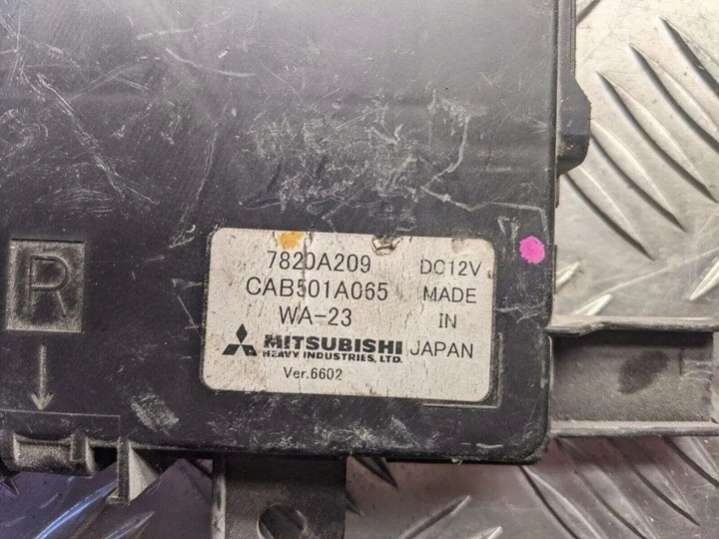 R
7820A209 DC12V
CAB501A065 MADE
WA-23 IN
MITSUBISHI JAPAN
HEAVY INDUSTRIES, LTD.
Ver.6602